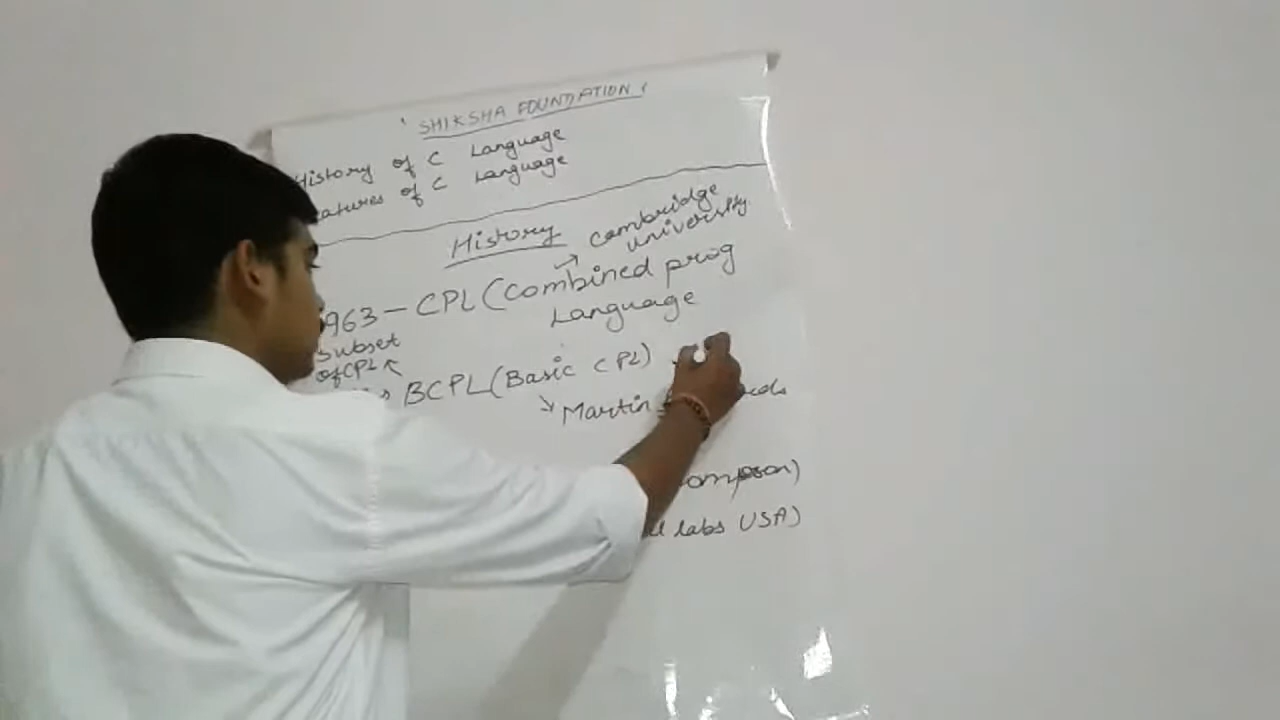 SHIKSHA FOUNDATION
History of C Language
atures of C Language
History
→ Cambridge
university
963 - CPL (Combined prog
Language
Subset
of CPL
BCPL (Basic CPL)
Martin
ompson)
labs USA)